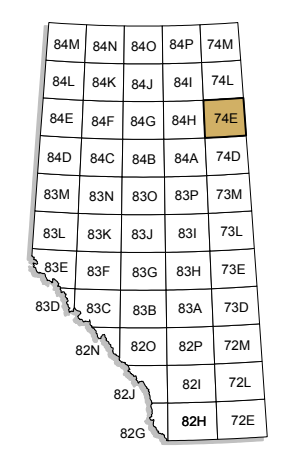 84M 84N 84O 84P 74M
84L 84K 84J 84I 74L
84E 84F 84G 84H 74E
84D 84C 84B 84A 74D
83M 83N 83O 83P 73M
83L 83K 83J 83I 73L
83E 83F 83G 83H 73E
83D 83C 83B 83A 73D
82N 82O 82P 72M
82J 82I 72L
82G 82H 72E